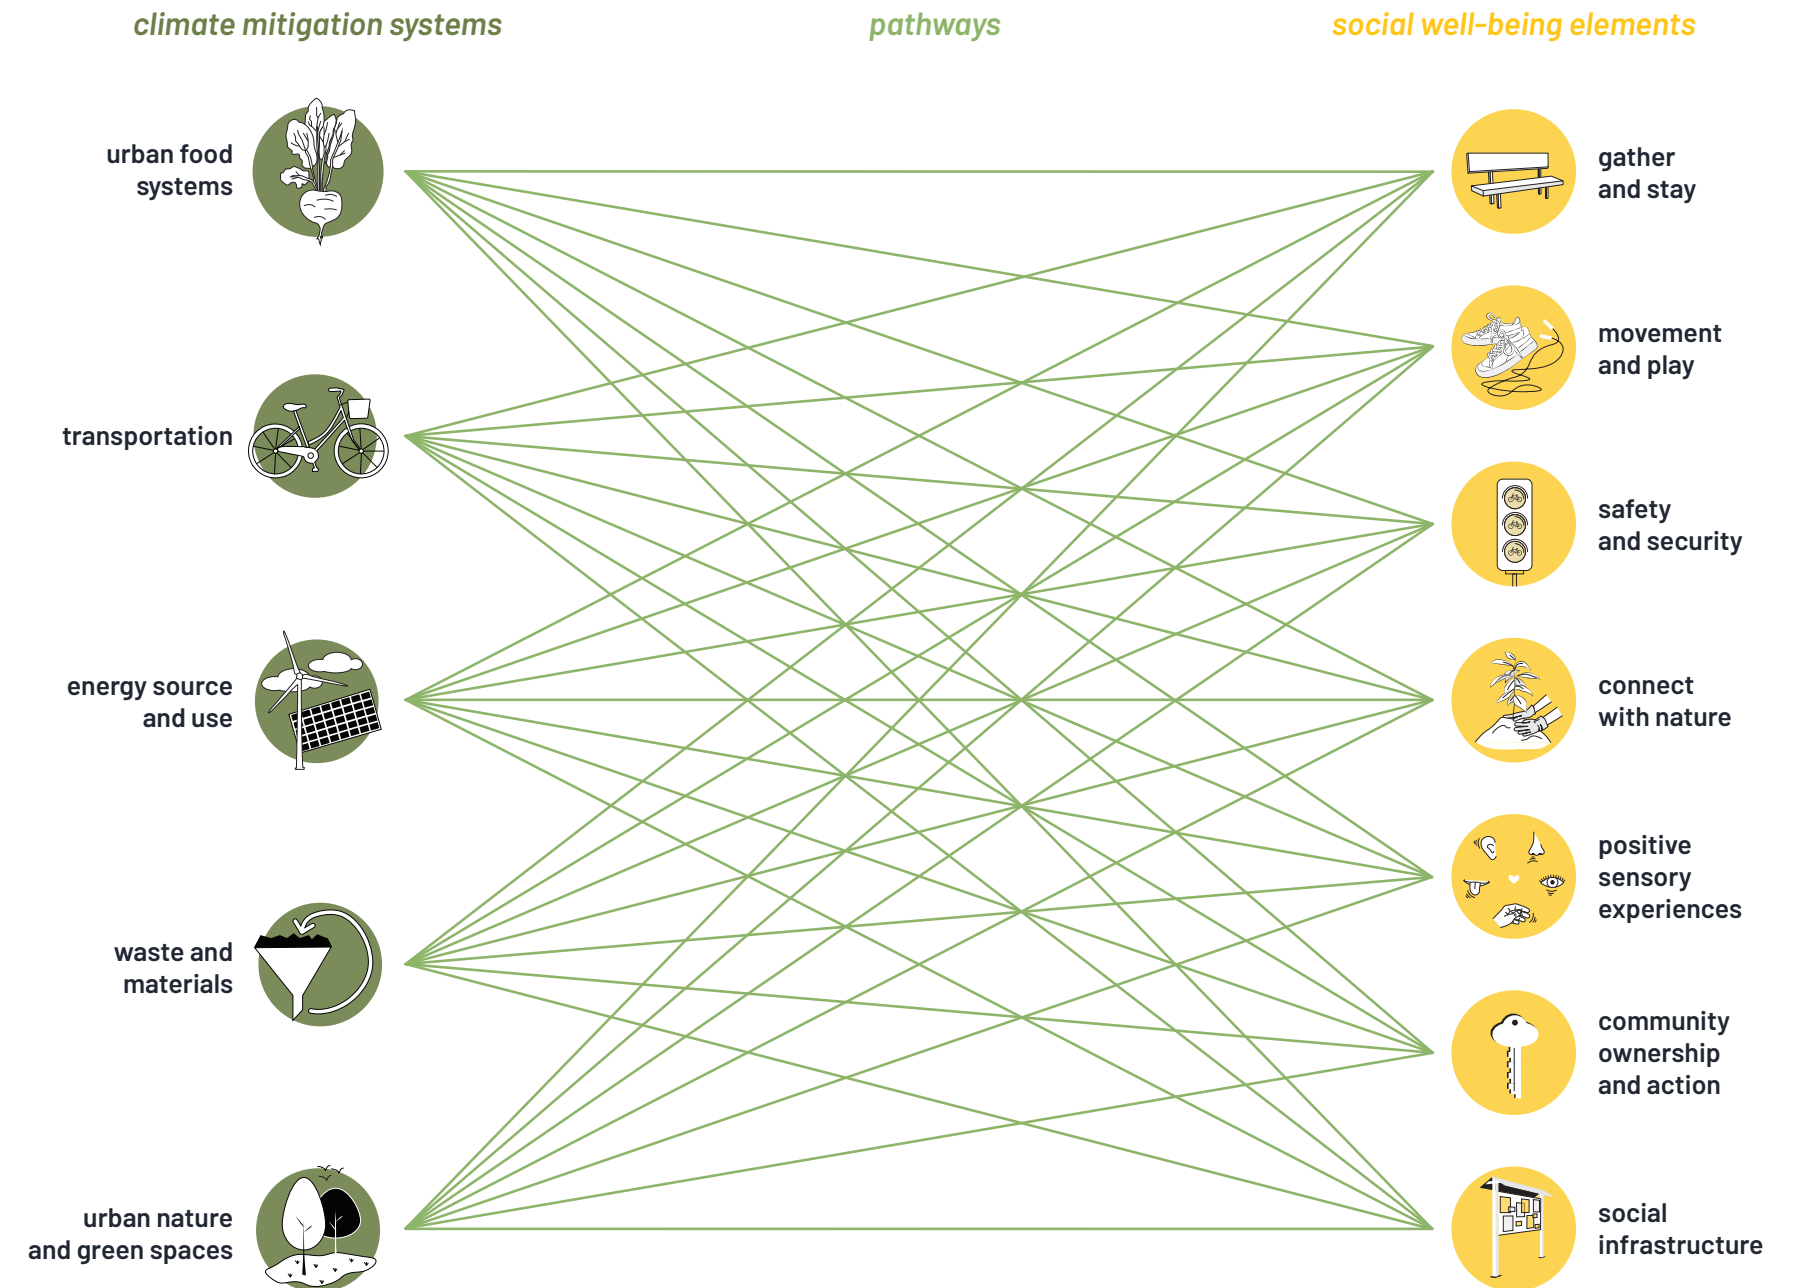 climate mitigation systems
pathways
social well-being elements
urban food
systems
transportation
energy source
and use
waste and
materials
urban nature
and green spaces
gather
and stay
movement
and play
safety
and security
connect
with nature
positive
sensory
experiences
community
ownership
and action
social
infrastructure